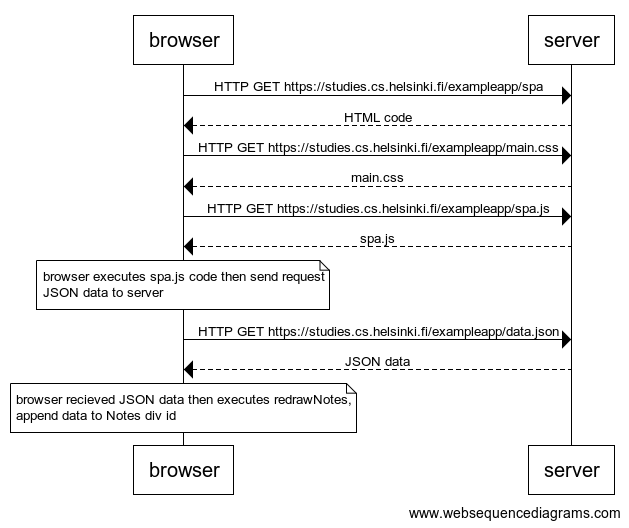 browser
server
HTTP GET https://studies.cs.helsinki.fi/exampleapp/spa
HTML code
HTTP GET https://studies.cs.helsinki.fi/exampleapp/main.css
main.css
HTTP GET https://studies.cs.helsinki.fi/exampleapp/spa.js
spa.js
browser executes spa.js code then send request
JSON data to server
HTTP GET https://studies.cs.helsinki.fi/exampleapp/data.json
JSON data
browser recieved JSON data then executes redrawNotes,
append data to Notes div id
browser
server
www.websequencediagrams.com